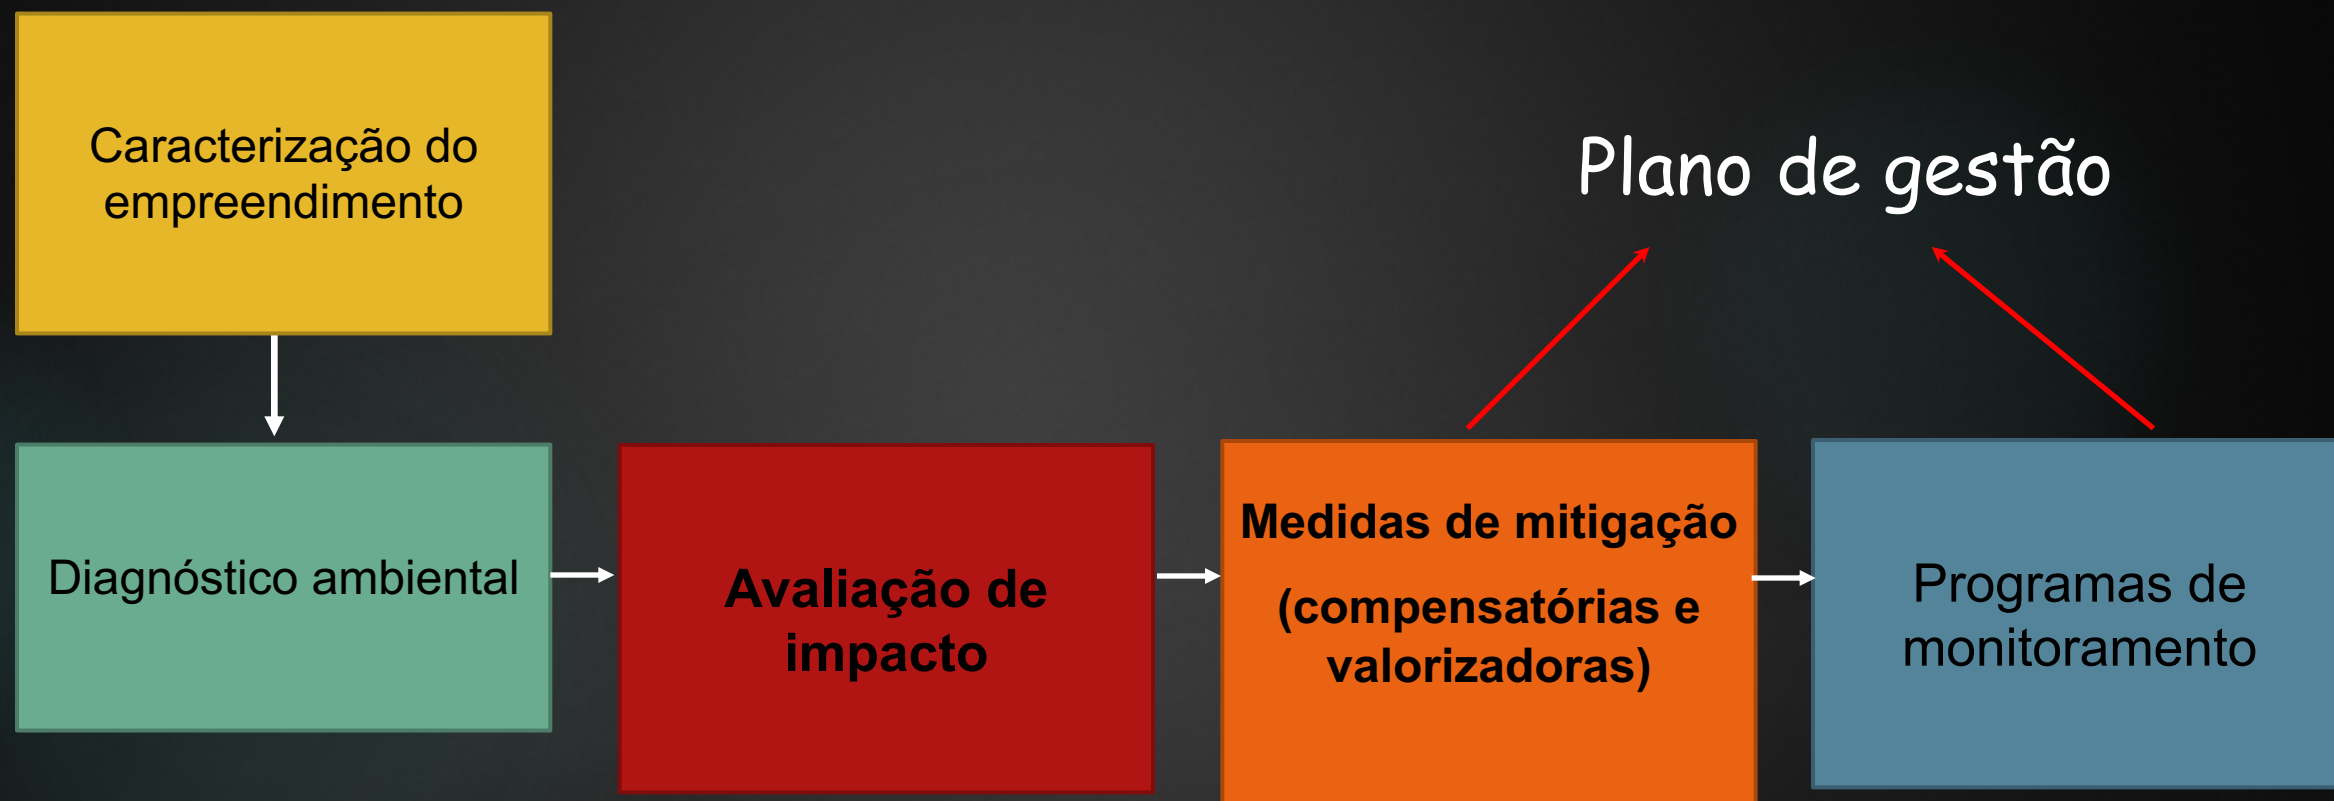 Caracterização do
empreendimento
Plano de gestão
Diagnóstico ambiental
Avaliação de
impacto
Medidas de mitigação
(compensatórias e
valorizadoras)
Programas de
monitoramento